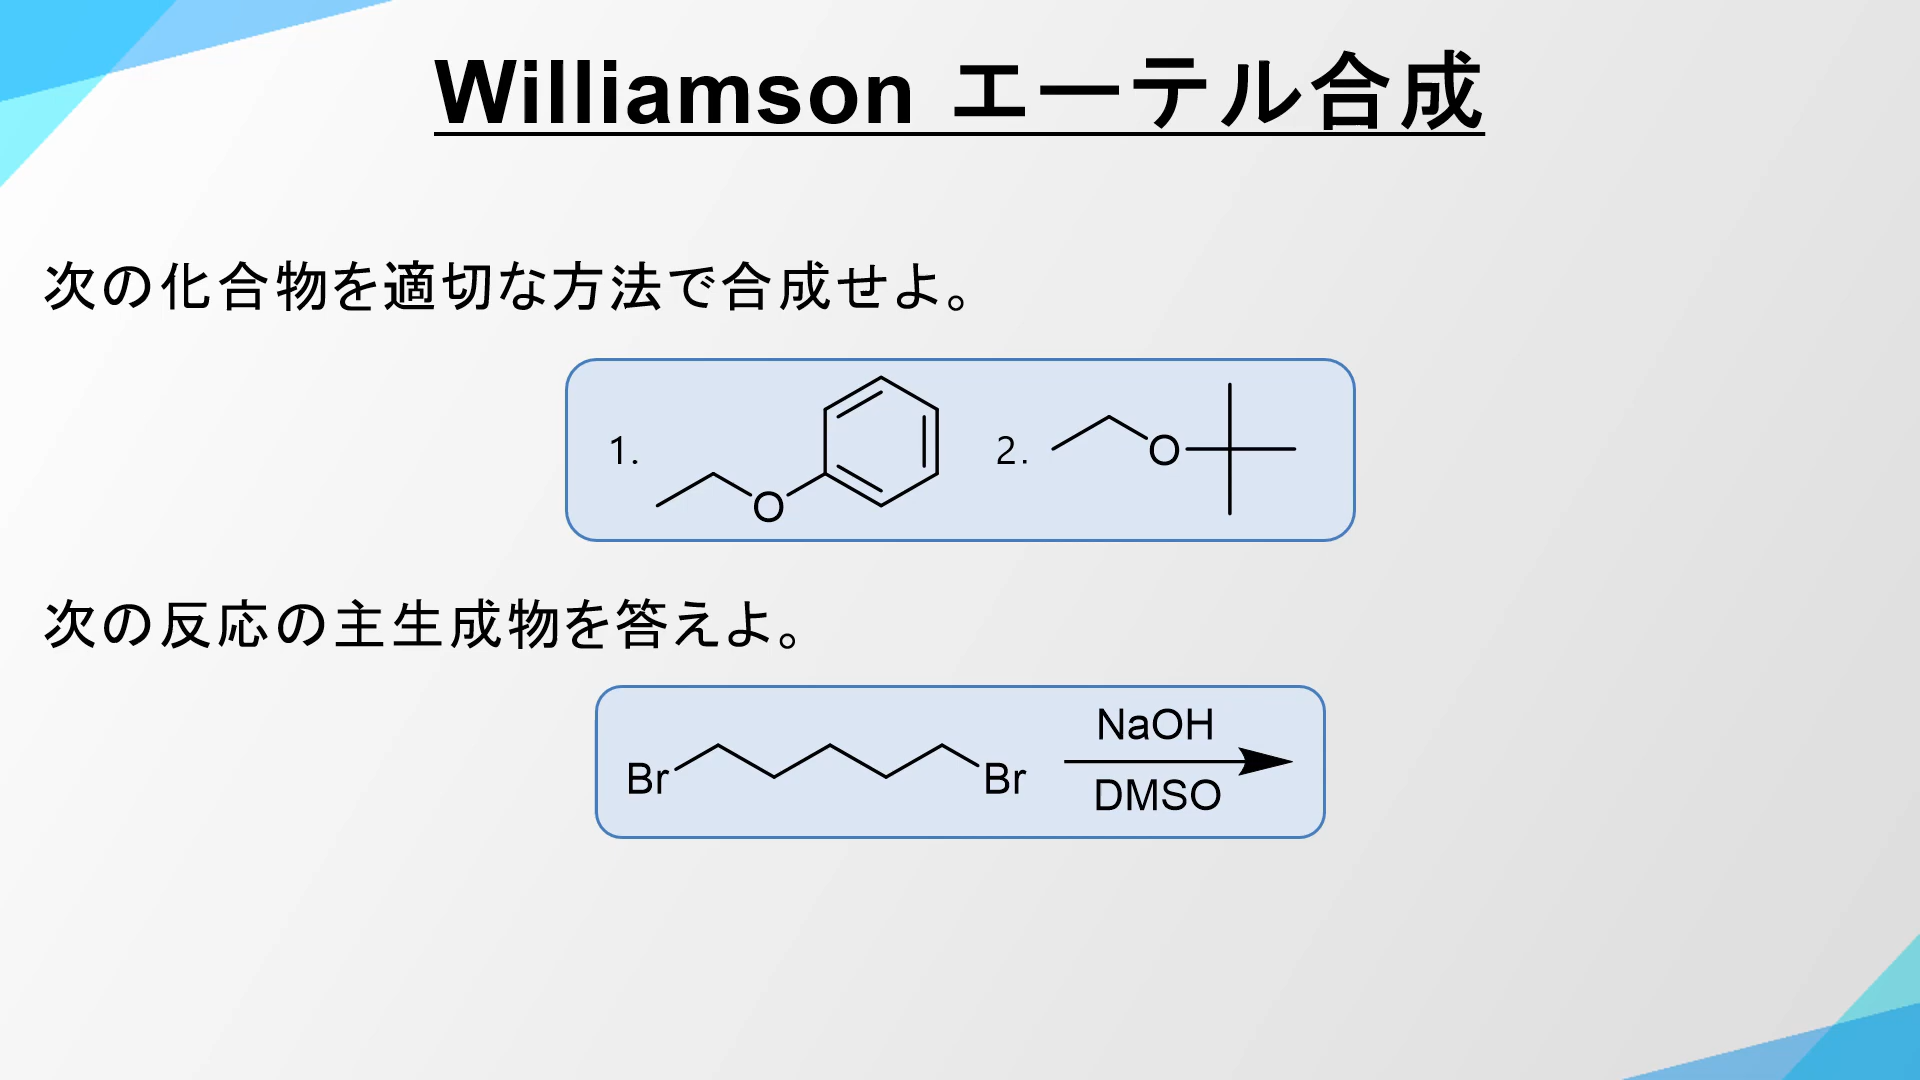 Williamson エーテル合成
次の化合物を適切な方法で合成せよ。
1. O 2. O
次の反応の主生成物を答えよ。
Br Br NaOH
DMSO